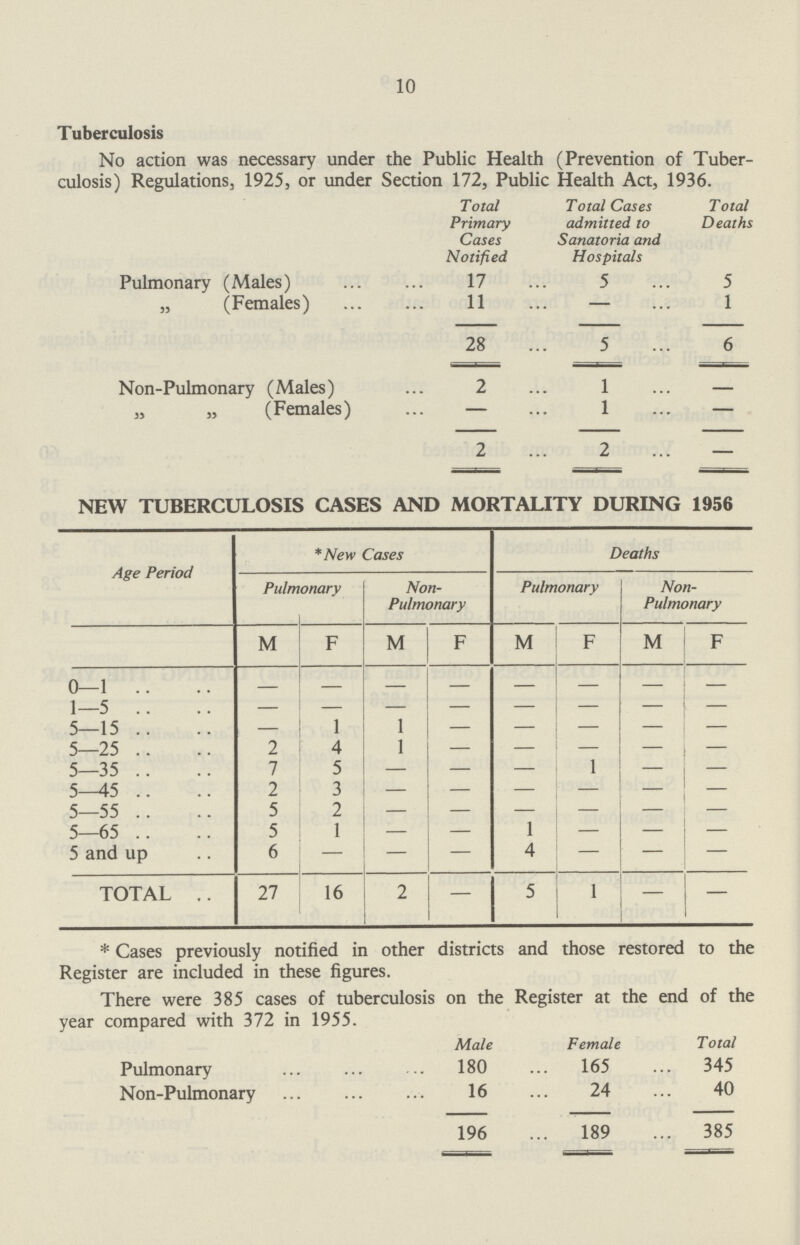 10
Tuberculosis
No action was necessary under the Public Health (Prevention of Tuber-
culosis) Regulations, 1925, or under Section 172, Public Health Act, 1936.
Total Primary Cases Notified Total Cases admitted to Sanatoria and Hospitals Total Deaths
Pulmonary (Males) ... ... 17 ... 5 ... 5
„ (Females) ... ... 11 ... — ... 1
28 ... 5 ... 6
Non-Pulmonary (Males) ... 2 ... 1 ... —
„ „ (Females) ... — ... 1 ... —
2 ... 2 ... —
NEW TUBERCULOSIS CASES AND MORTALITY DURING 1956
Age Period *New Cases Deaths
Pulmonary Non-Pulmonary Pulmonary Non-Pulmonary
M F M F M F M F
0—1 .. .. — — — — — — — —
1—5 .. .. — — — — — — — —
5—15 .. .. — 1 1 — — — — —
5—25 .. .. 2 4 1 — — — — —
5—35 .. .. 7 5 — — — 1 — —
5—45 .. .. 2 3 — — — — — —
5—55 .. .. 5 2 — — — — — —
5—65 .. .. 5 1 — — 1 — — —
5 and up .. 6 — — — 4 — — —
TOTAL .. 27 16 2 — 5 1 — —
* Cases previously notified in other districts and those restored to the
Register are included in these figures.
There were 385 cases of tuberculosis on the Register at the end of the
year compared with 372 in 1955.
Male Female Total
Pulmonary ... ... ... 180 ... 165 ... 345
Non-Pulmonary ... ... ... 16 ... 24 ... 40
196 ... 189 ... 385